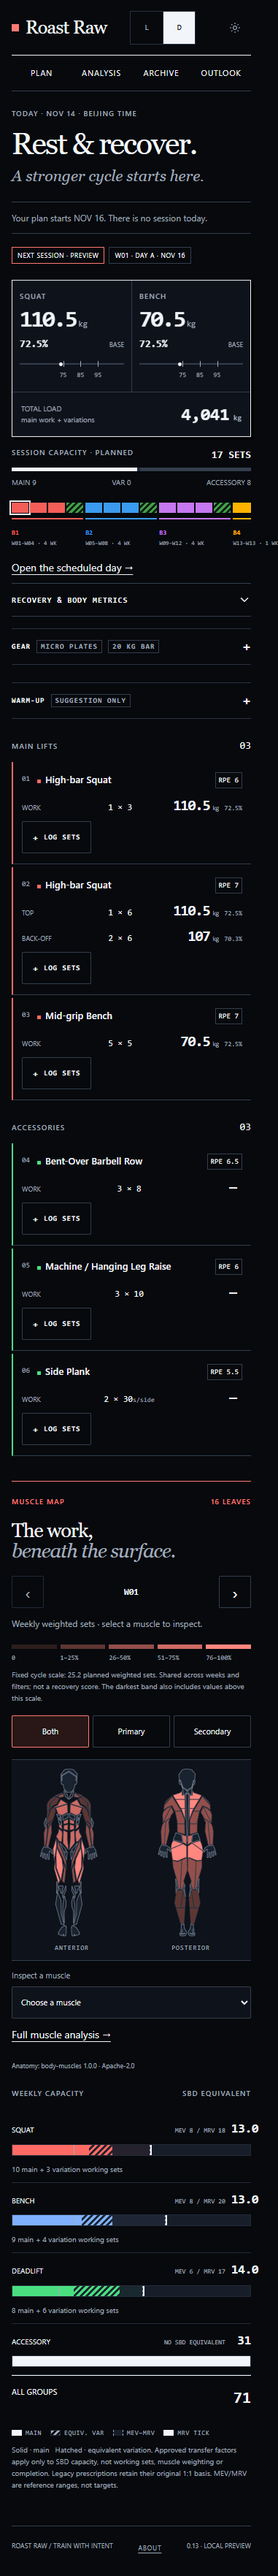 Roast Raw L D
PLAN ANALYSIS ARCHIVE OUTLOOK
TODAY · NOV 14 · BEIJING TIME
Rest & recover.
A stronger cycle starts here.
Your plan starts NOV 16. There is no session today.
NEXT SESSION · PREVIEW W01 · DAY A · NOV 16
SQUAT BENCH
110.5 kg 70.5 kg
72.5% BASE 72.5% BASE
75 85 95 75 85 95
TOTAL LOAD
main work + variations
4,041 kg
SESSION CAPACITY · PLANNED 17 SETS
MAIN 9 VAR 0 ACCESSORY 8
B1 B2 B3 B4
W01–W04 · 4 WK W05–W08 · 4 WK W09–W12 · 4 WK W13–W13 · 1 WK
Open the scheduled day →
RECOVERY & BODY METRICS
GEAR MICRO PLATES 20 KG BAR +
WARM-UP SUGGESTION ONLY +
MAIN LIFTS 03
01 High-bar Squat RPE 6
WORK 1 × 3 110.5 kg 72.5%
+ LOG SETS
02 High-bar Squat RPE 7
TOP 1 × 6 110.5 kg 72.5%
BACK-OFF 2 × 6 107 kg 70.3%
+ LOG SETS
03 Mid-grip Bench RPE 7
WORK 5 × 5 70.5 kg 72.5%
+ LOG SETS
ACCESSORIES 03
04 Bent-Over Barbell Row RPE 6.5
WORK 3 × 8 —
+ LOG SETS
05 Machine / Hanging Leg Raise RPE 6
WORK 3 × 10 —
+ LOG SETS
06 Side Plank RPE 5.5
WORK 2 × 30s/side —
+ LOG SETS
MUSCLE MAP 16 LEAVES
The work,
beneath the surface.
‹ W01 ›
Weekly weighted sets · select a muscle to inspect.
0 1–25% 26–50% 51–75% 76–100%
Fixed cycle scale: 25.2 planned weighted sets. Shared across weeks and
filters; not a recovery score. The darkest band also includes values above
this scale.
Both Primary Secondary
ANTERIOR POSTERIOR
Inspect a muscle
Choose a muscle
Full muscle analysis →
Anatomy: body-muscles 1.0.0 · Apache-2.0
WEEKLY CAPACITY SBD EQUIVALENT
SQUAT MEV 8 / MRV 18 13.0
10 main + 3 variation working sets
BENCH MEV 8 / MRV 20 13.0
9 main + 4 variation working sets
DEADLIFT MEV 6 / MRV 17 14.0
8 main + 6 variation working sets
ACCESSORY NO SBD EQUIVALENT 31
ALL GROUPS 71
MAIN EQUIV. VAR MEV–MRV MRV TICK
Solid · main Hatched · equivalent variation. Approved transfer factors
apply only to SBD capacity, not working sets, muscle weighting or
completion. Legacy prescriptions retain their original 1:1 basis. MEV/MRV
are reference ranges, not targets.
ROAST RAW / TRAIN WITH INTENT ABOUT 0.13 · LOCAL PREVIEW